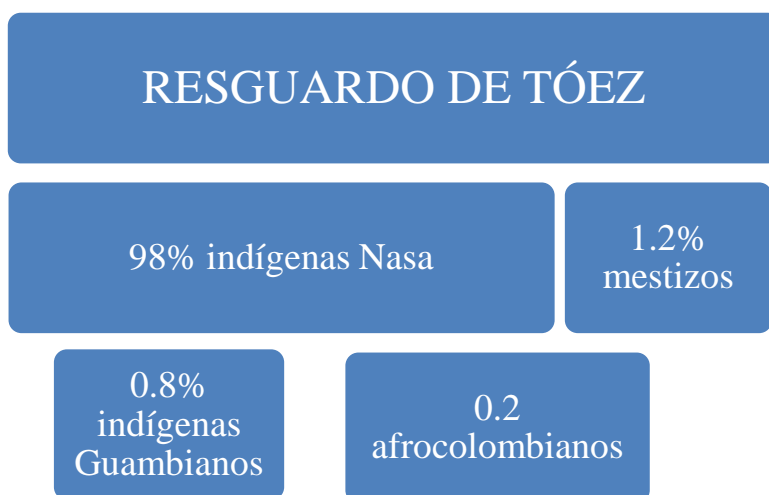 RESGUARDO DE TÓEZ
98% indígenas Nasa
1.2%
mestizos
0.8%
indígenas
Guambianos
0.2
afrocolombianos